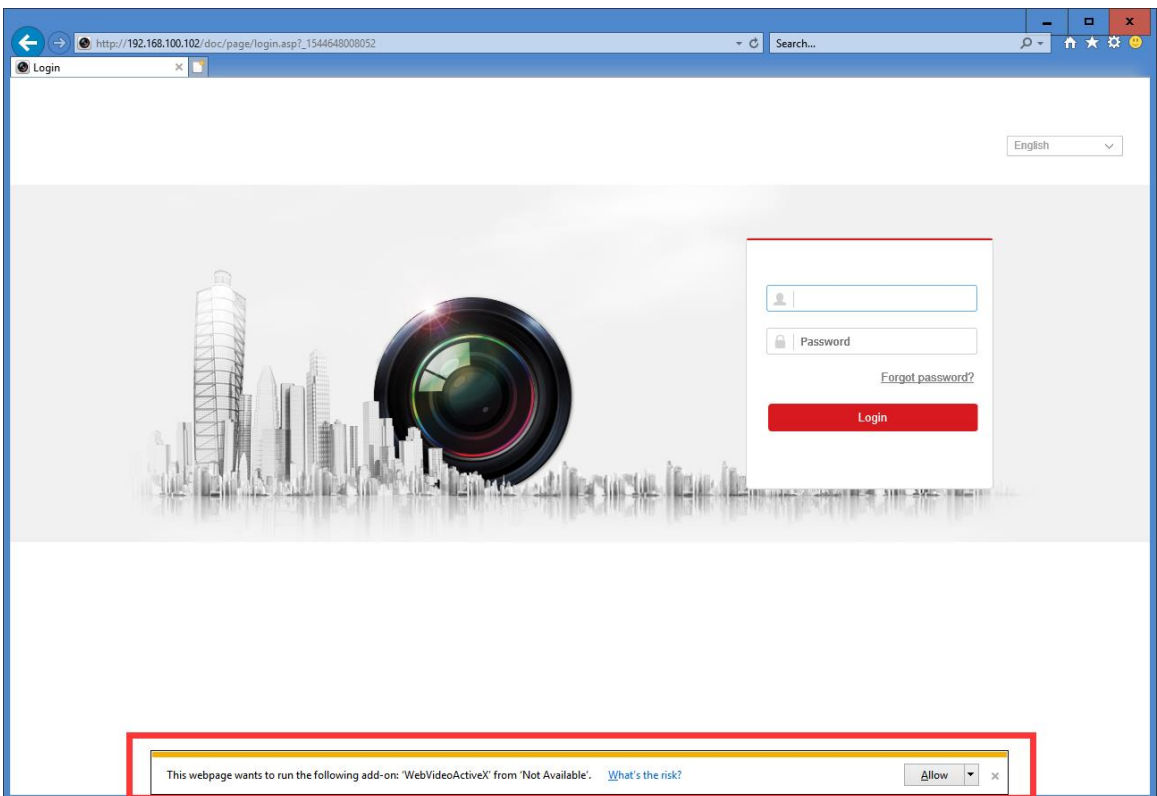 http://192.168.100.102/doc/page/login.asp?_1544648008052
Search...
Login
English
Password
Forgot password?
Login
This webpage wants to run the following add-on: 'WebVideoActiveX' from 'Not Available'. What's the risk? Allow